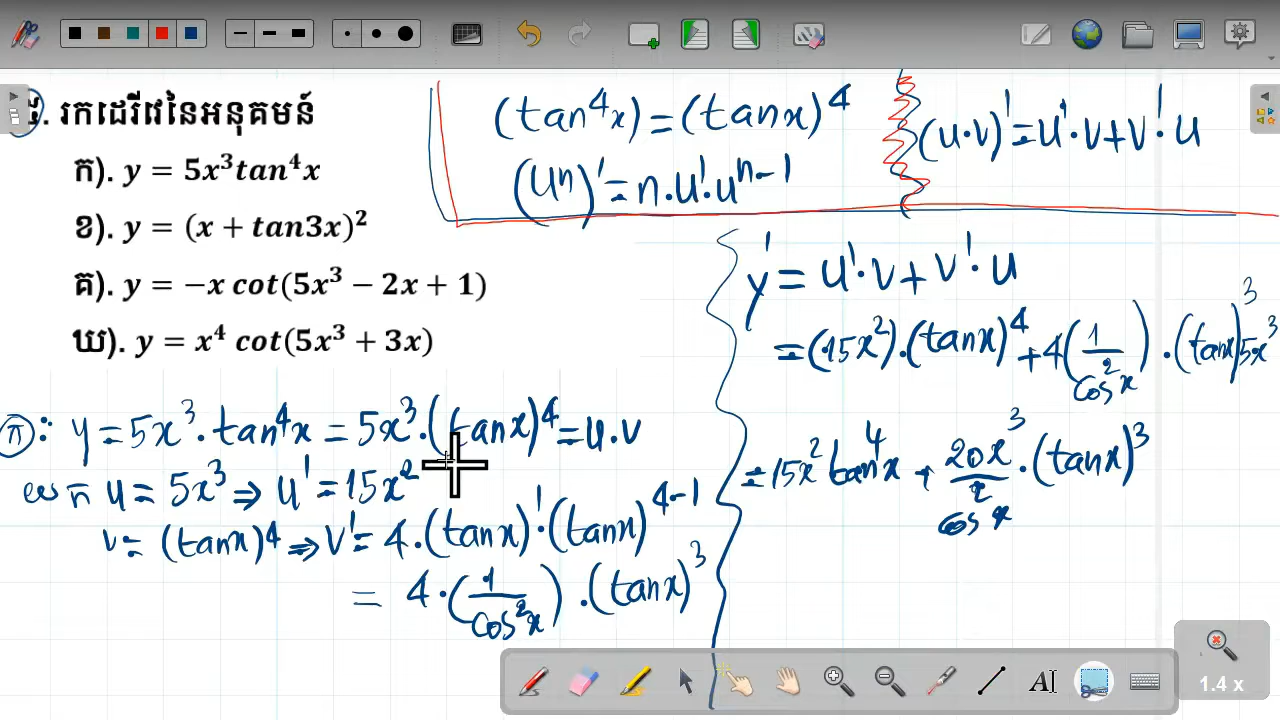 ៩. រកដេរីវេនៃអនុគមន៍
ក). y = 5x³tan⁴x
ខ). y = (x + tan3x)²
គ). y = −x cot(5x³ − 2x + 1)
ឃ). y = x⁴ cot(5x³ + 3x)
(tan⁴x) = (tanx)⁴
(uⁿ)' = n·u'·uⁿ⁻¹
(u·v)' = u'·v + v'·u
y = 5x³·tan⁴x = 5x³·(tanx)⁴ = u·v
u = 5x³ ⇒ u' = 15x²
v = (tanx)⁴ ⇒ v' = 4·(tanx)'·(tanx)⁴⁻¹
= 4·(1/cos²x)·(tanx)³
y' = u'·v + v'·u
= (15x²)·(tanx)⁴ + 4(1/cos²x)·(tanx)³5x³
= 15x² tan⁴x + 20x³/cos²x·(tanx)³
1.4 x